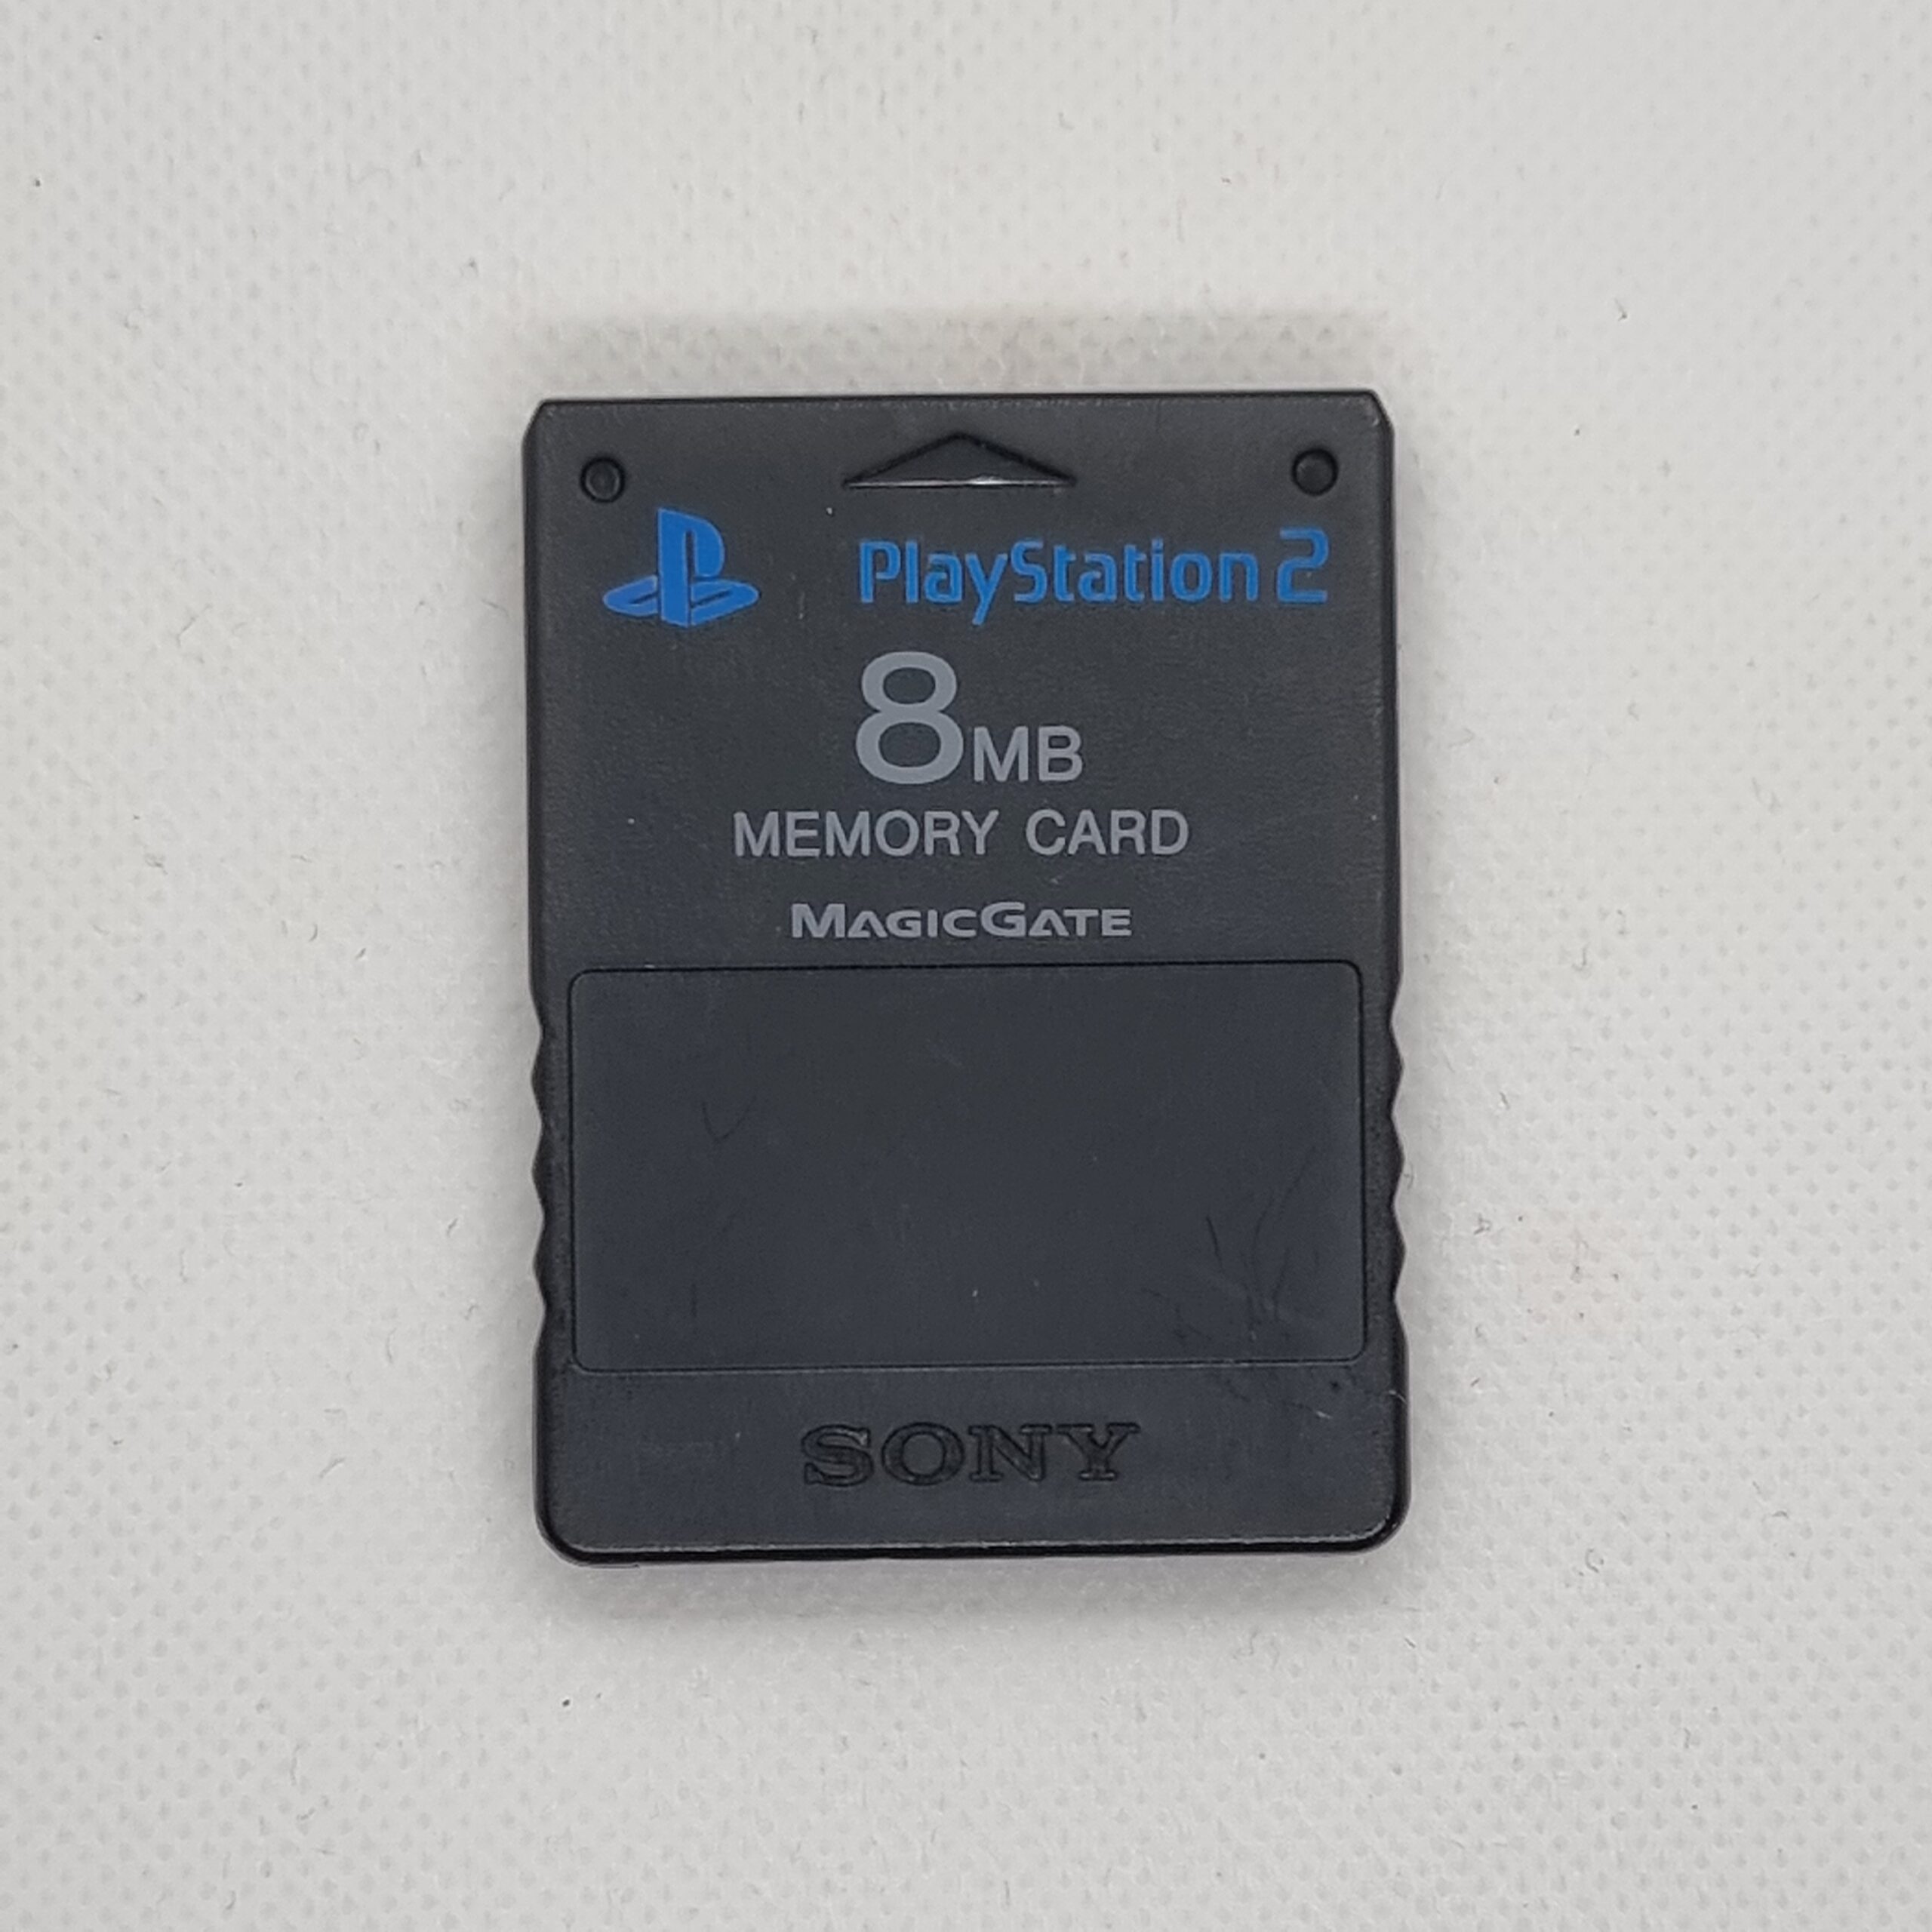 PlayStation 2
8MB
MEMORY CARD
MAGICGATE
SONY